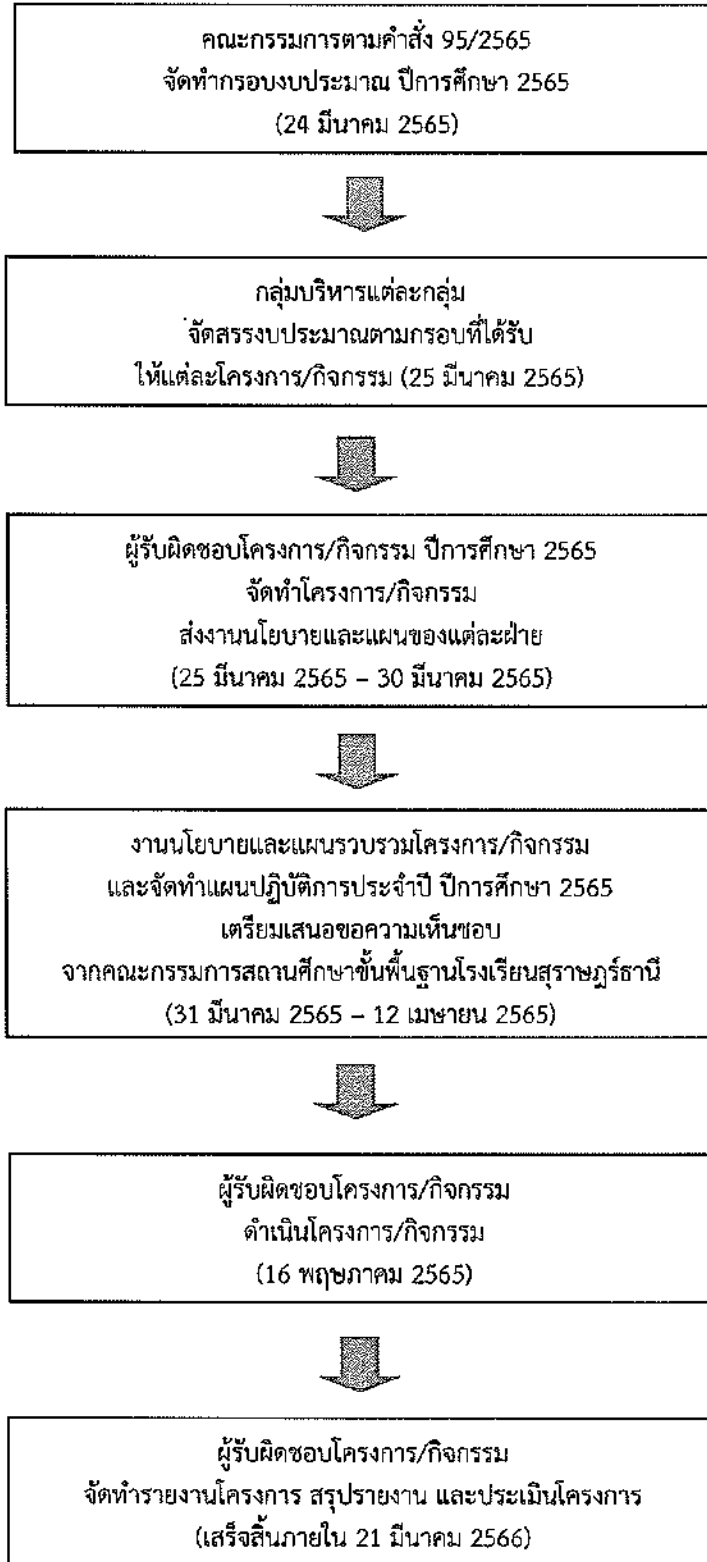 คณะกรรมการตามคำสั่ง 95/2565
จัดทำกรอบงบประมาณ ปีการศึกษา 2565
(24 มีนาคม 2565)
กลุ่มบริหารแต่ละกลุ่ม
จัดสรรงบประมาณตามกรอบที่ได้รับ
ให้แต่ละโครงการ/กิจกรรม (25 มีนาคม 2565)
ผู้รับผิดชอบโครงการ/กิจกรรม ปีการศึกษา 2565
จัดทำโครงการ/กิจกรรม
ส่งงานนโยบายและแผนของแต่ละฝ่าย
(25 มีนาคม 2565 – 30 มีนาคม 2565)
งานนโยบายและแผนรวบรวมโครงการ/กิจกรรม
และจัดทำแผนปฏิบัติการประจำปี ปีการศึกษา 2565
เตรียมเสนอขอความเห็นชอบ
จากคณะกรรมการสถานศึกษาขั้นพื้นฐานโรงเรียนสุราษฎร์ธานี
(31 มีนาคม 2565 – 12 เมษายน 2565)
ผู้รับผิดชอบโครงการ/กิจกรรม
ดำเนินโครงการ/กิจกรรม
(16 พฤษภาคม 2565)
ผู้รับผิดชอบโครงการ/กิจกรรม
จัดทำรายงานโครงการ สรุปรายงาน และประเมินโครงการ
(เสร็จสิ้นภายใน 21 มีนาคม 2566)